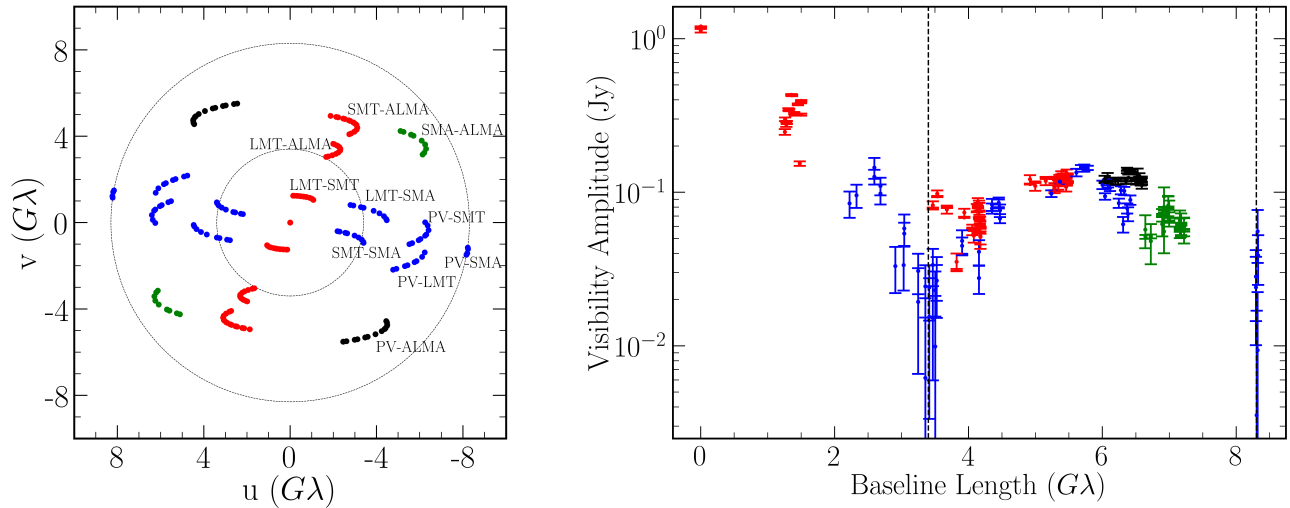 8
4
0
-4
-8
v (Gλ)
SMT-ALMA
SMA-ALMA
LMT-ALMA
LMT-SMT
LMT-SMA
PV-SMT
SMT-SMA
PV-SMA
PV-LMT
PV-ALMA
8 4 0 -4 -8
u (Gλ)
10⁰
10⁻¹
10⁻²
Visibility Amplitude (Jy)
0 2 4 6 8
Baseline Length (Gλ)